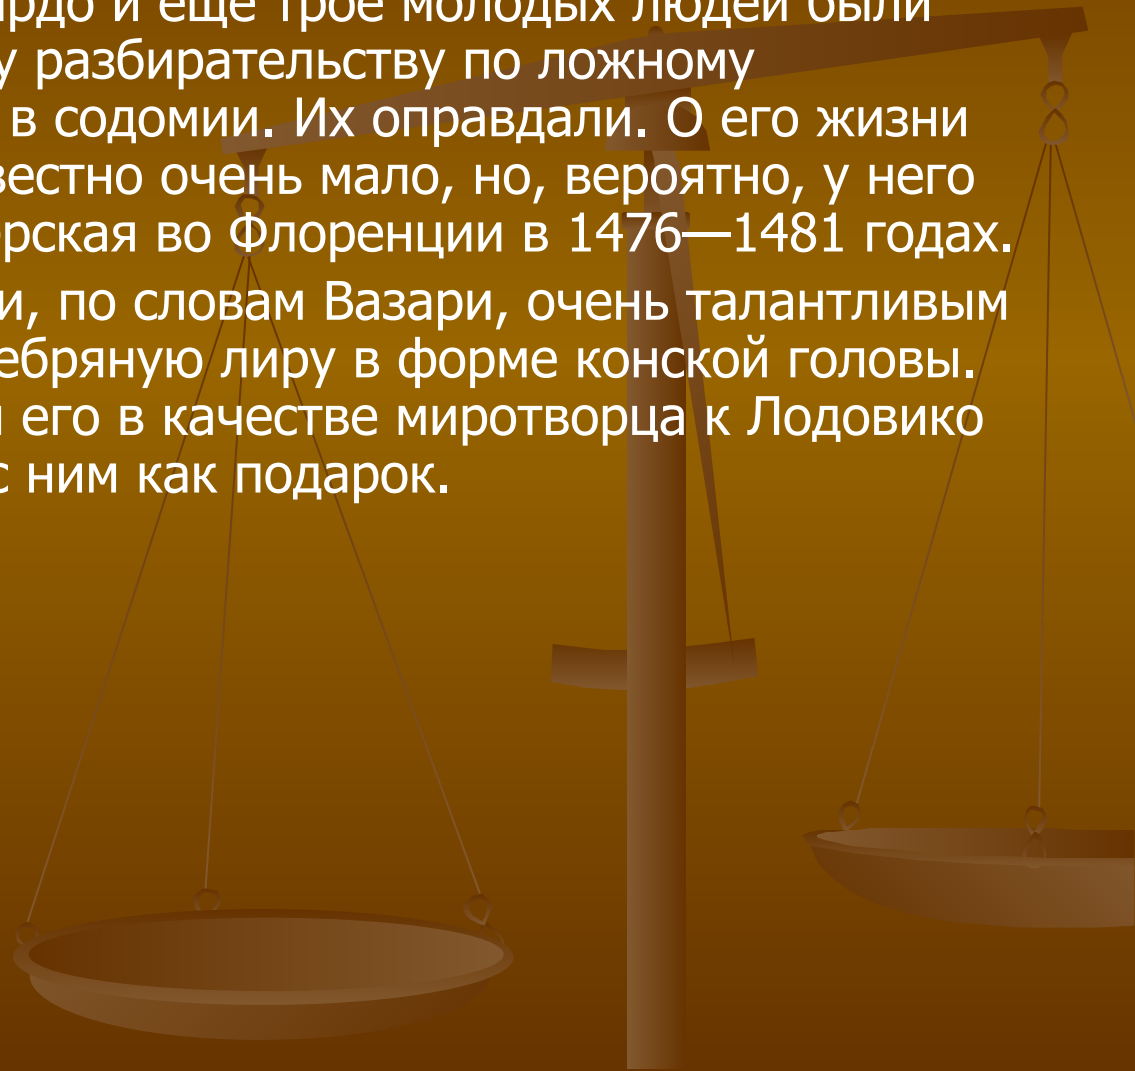 рдо и ещё трое молодых людей были
у разбирательству по ложному
в содомии. Их оправдали. О его жизни
вестно очень мало, но, вероятно, у него
рская во Флоренции в 1476—1481 годах.
и, по словам Вазари, очень талантливым
ебряную лиру в форме конской головы.
его в качестве миротворца к Лодовико
с ним как подарок.